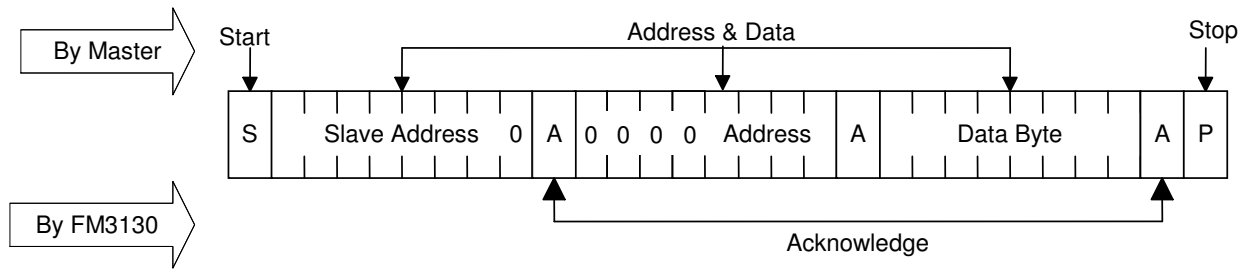 By Master
Start
Address & Data
Stop
S Slave Address 0 A 0 0 0 0 Address A Data Byte A P
By FM3130
Acknowledge